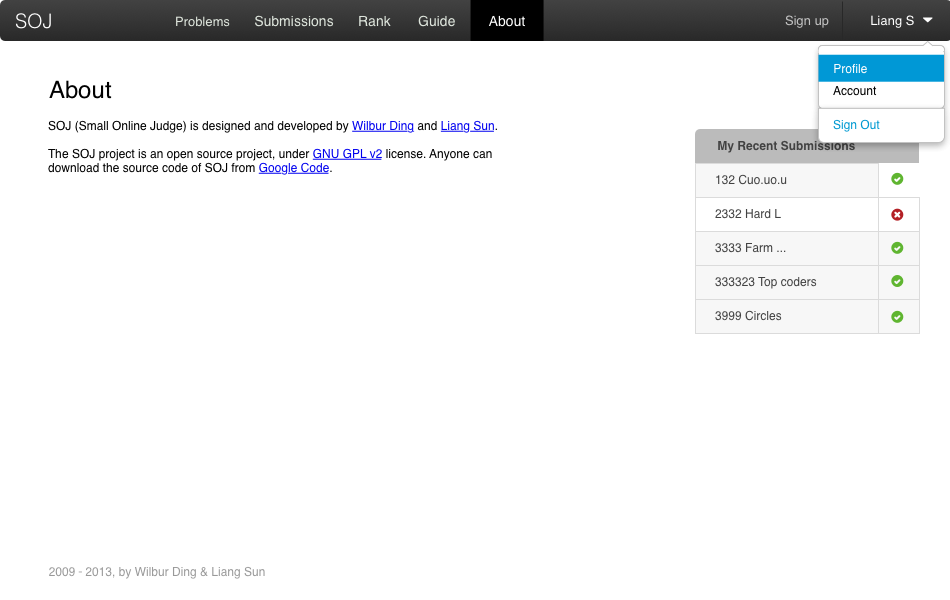 SOJ Problems Submissions Rank Guide About Sign up Liang S
Profile
Account
Sign Out
About
SOJ (Small Online Judge) is designed and developed by Wilbur Ding and Liang Sun.
The SOJ project is an open source project, under GNU GPL v2 license. Anyone can
download the source code of SOJ from Google Code.
My Recent Submissions
132 Cuo.uo.u
2332 Hard L
3333 Farm ...
333323 Top coders
3999 Circles
2009 - 2013, by Wilbur Ding & Liang Sun